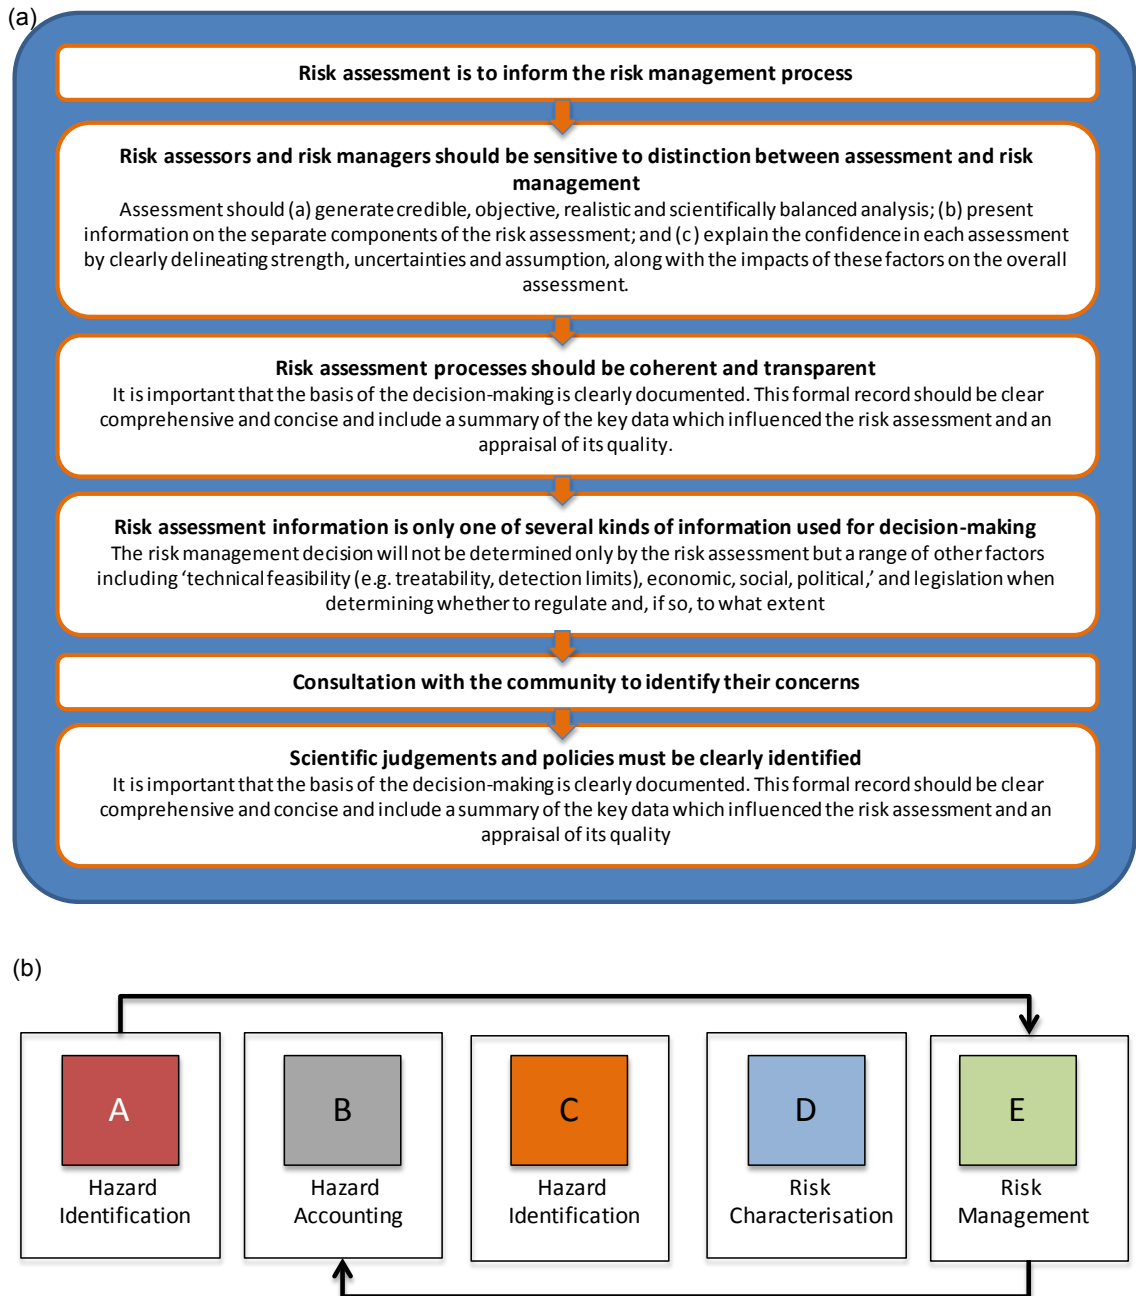 (a)
Risk assessment is to inform the risk management process
Risk assessors and risk managers should be sensitive to distinction between assessment and risk
management
Assessment should (a) generate credible, objective, realistic and scientifically balanced analysis; (b) present
information on the separate components of the risk assessment; and (c) explain the confidence in each assessment
by clearly delineating strength, uncertainties and assumption, along with the impacts of these factors on the overall
assessment.
Risk assessment processes should be coherent and transparent
It is important that the basis of the decision-making is clearly documented. This formal record should be clear
comprehensive and concise and include a summary of the key data which influenced the risk assessment and an
appraisal of its quality.
Risk assessment information is only one of several kinds of information used for decision-making
The risk management decision will not be determined only by the risk assessment but a range of other factors
including ‘technical feasibility (e.g. treatability, detection limits), economic, social, political,’ and legislation when
determining whether to regulate and, if so, to what extent
Consultation with the community to identify their concerns
Scientific judgements and policies must be clearly identified
It is important that the basis of the decision-making is clearly documented. This formal record should be clear
comprehensive and concise and include a summary of the key data which influenced the risk assessment and an
appraisal of its quality
(b)
A
Hazard
Identification
B
Hazard
Accounting
C
Hazard
Identification
D
Risk
Characterisation
E
Risk
Management